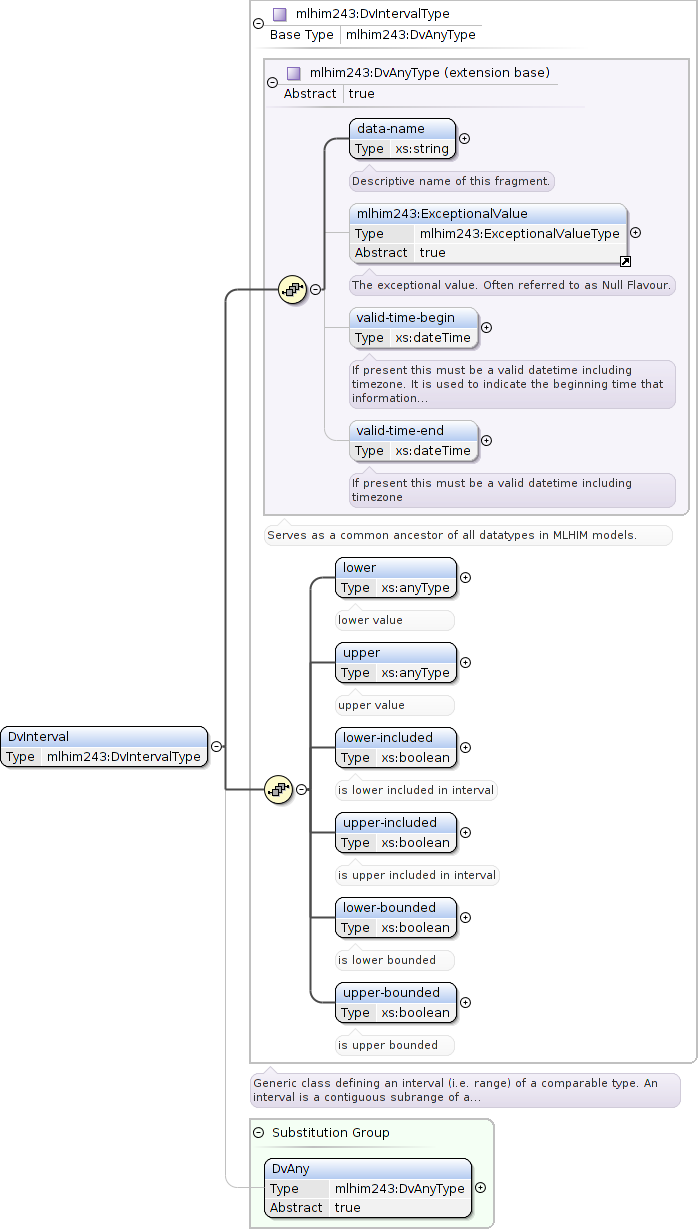 mlhim243:DvIntervalType
Base Type mlhim243:DvAnyType
mlhim243:DvAnyType (extension base)
Abstract true
data-name
Type xs:string
Descriptive name of this fragment.
mlhim243:ExceptionalValue
Type mlhim243:ExceptionalValueType
Abstract true
The exceptional value. Often referred to as Null Flavour.
valid-time-begin
Type xs:dateTime
If present this must be a valid datetime including
timezone. It is used to indicate the beginning time that
information...
valid-time-end
Type xs:dateTime
If present this must be a valid datetime including
timezone
Serves as a common ancestor of all datatypes in MLHIM models.
lower
Type xs:anyType
lower value
upper
Type xs:anyType
upper value
DvInterval
Type mlhim243:DvIntervalType
lower-included
Type xs:boolean
is lower included in interval
upper-included
Type xs:boolean
is upper included in interval
lower-bounded
Type xs:boolean
is lower bounded
upper-bounded
Type xs:boolean
is upper bounded
Generic class defining an interval (i.e. range) of a comparable type. An
interval is a contiguous subrange of a...
Substitution Group
DvAny
Type mlhim243:DvAnyType
Abstract true